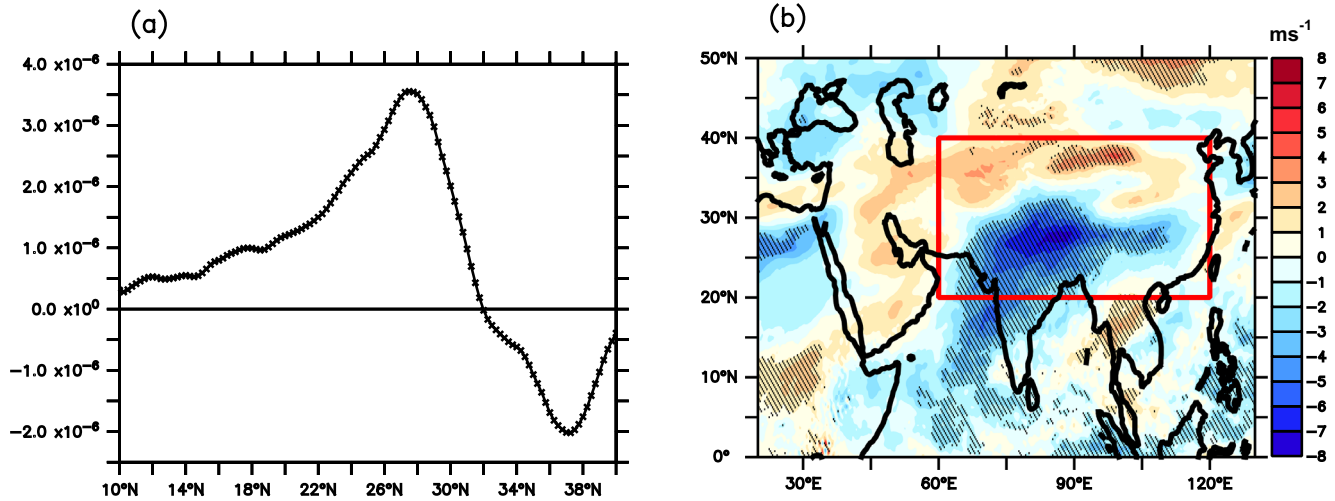 (a)
4.0 x10⁻⁶
3.0 x10⁻⁶
2.0 x10⁻⁶
1.0 x10⁻⁶
0.0 x10⁰
−1.0 x10⁻⁶
−2.0 x10⁻⁶
10°N 14°N 18°N 22°N 26°N 30°N 34°N 38°N
(b)
50°N
40°N
30°N
20°N
10°N
0°
30°E 60°E 90°E 120°E
ms⁻¹
8
7
6
5
4
3
2
1
0
−1
−2
−3
−4
−5
−6
−7
−8